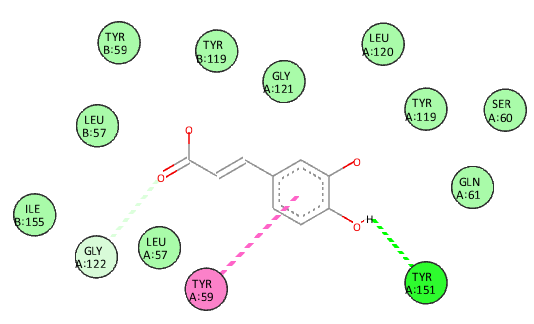 TYR
B:59
TYR
B:119
LEU
A:120
GLY
A:121
TYR
A:119
SER
A:60
LEU
B:57
O
O
O
GLN
A:61
H
O
ILE
B:155
GLY
A:122
LEU
A:57
TYR
A:59
TYR
A:151